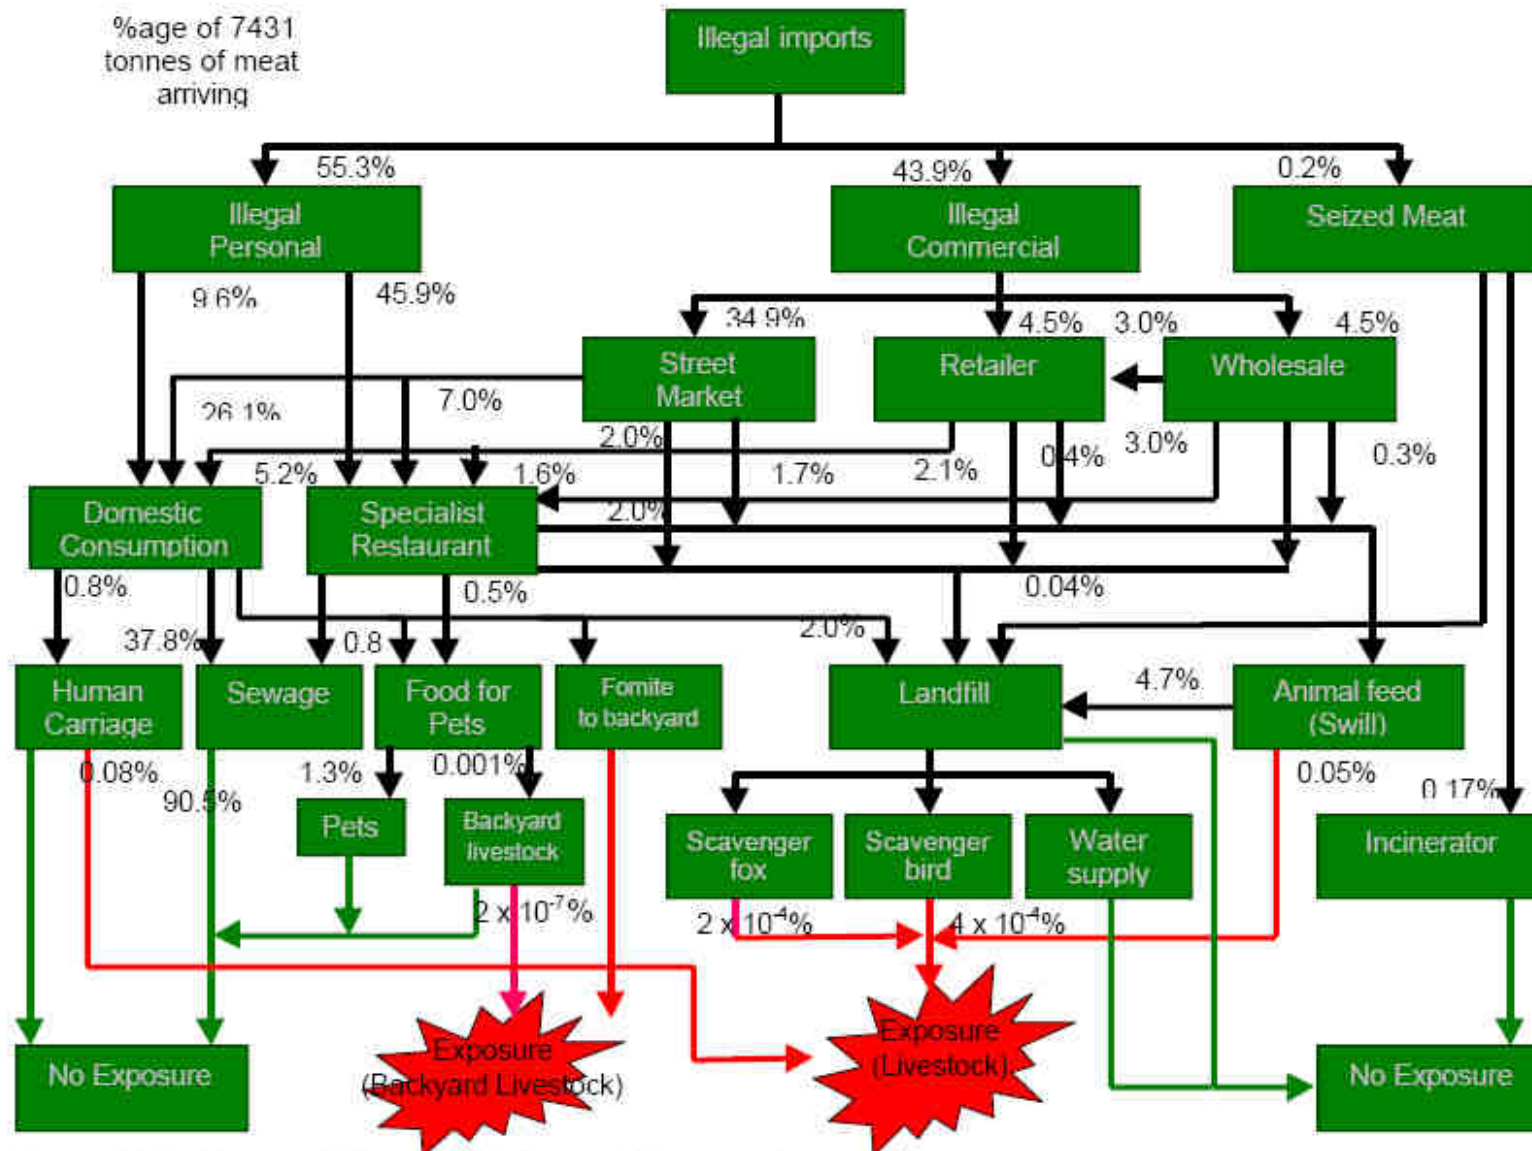 %age of 7431
tonnes of meat
arriving
Illegal imports
55.3%
43.9%
0.2%
Illegal
Personal
Illegal
Commercial
Seized Meat
9.6%
45.9%
34.9%
4.5%
3.0%
4.5%
Street
Market
Retailer
Wholesale
26.1%
7.0%
2.0%
5.2%
1.6%
1.7%
2.1%
0.4%
3.0%
0.3%
Domestic
Consumption
Specialist
Restaurant
2.0%
0.8%
0.5%
0.04%
37.8%
0.8
2.0%
Human
Carriage
Sewage
Food for
Pets
Fomite
to backyard
Landfill
4.7%
Animal feed
(Swill)
0.08%
90.5%
1.3%
0.001%
0.05%
0.17%
Pets
Backyard
livestock
Scavenger
fox
Scavenger
bird
Water
supply
Incinerator
2 x 10⁻⁷%
2 x 10⁻⁴%
4 x 10⁻⁴%
No Exposure
Exposure
(Backyard Livestock)
Exposure
(Livestock)
No Exposure